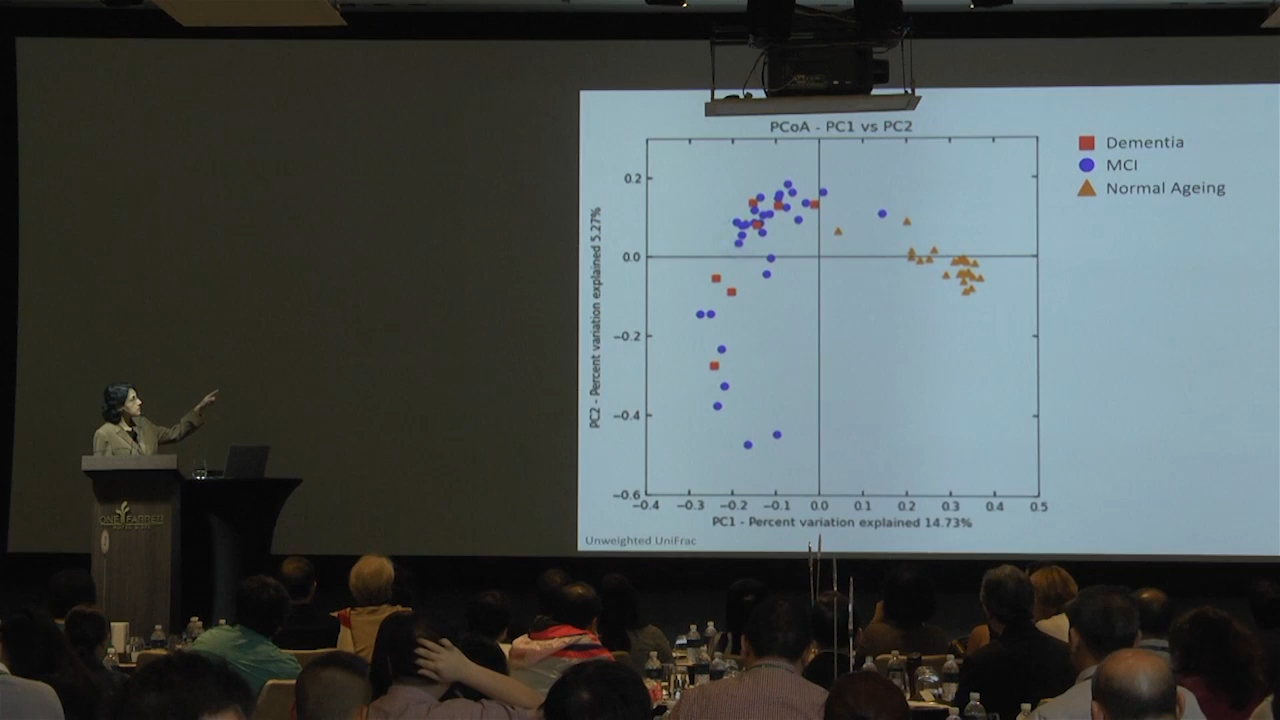 PCoA - PC1 vs PC2
Dementia
MCI
Normal Ageing
PC2 - Percent variation explained 5.27%
0.2
0.0
−0.2
−0.4
−0.6
−0.4 −0.3 −0.2 −0.1 0.0 0.1 0.2 0.3 0.4 0.5
PC1 - Percent variation explained 14.73%
Unweighted UniFrac
ONE FARRER